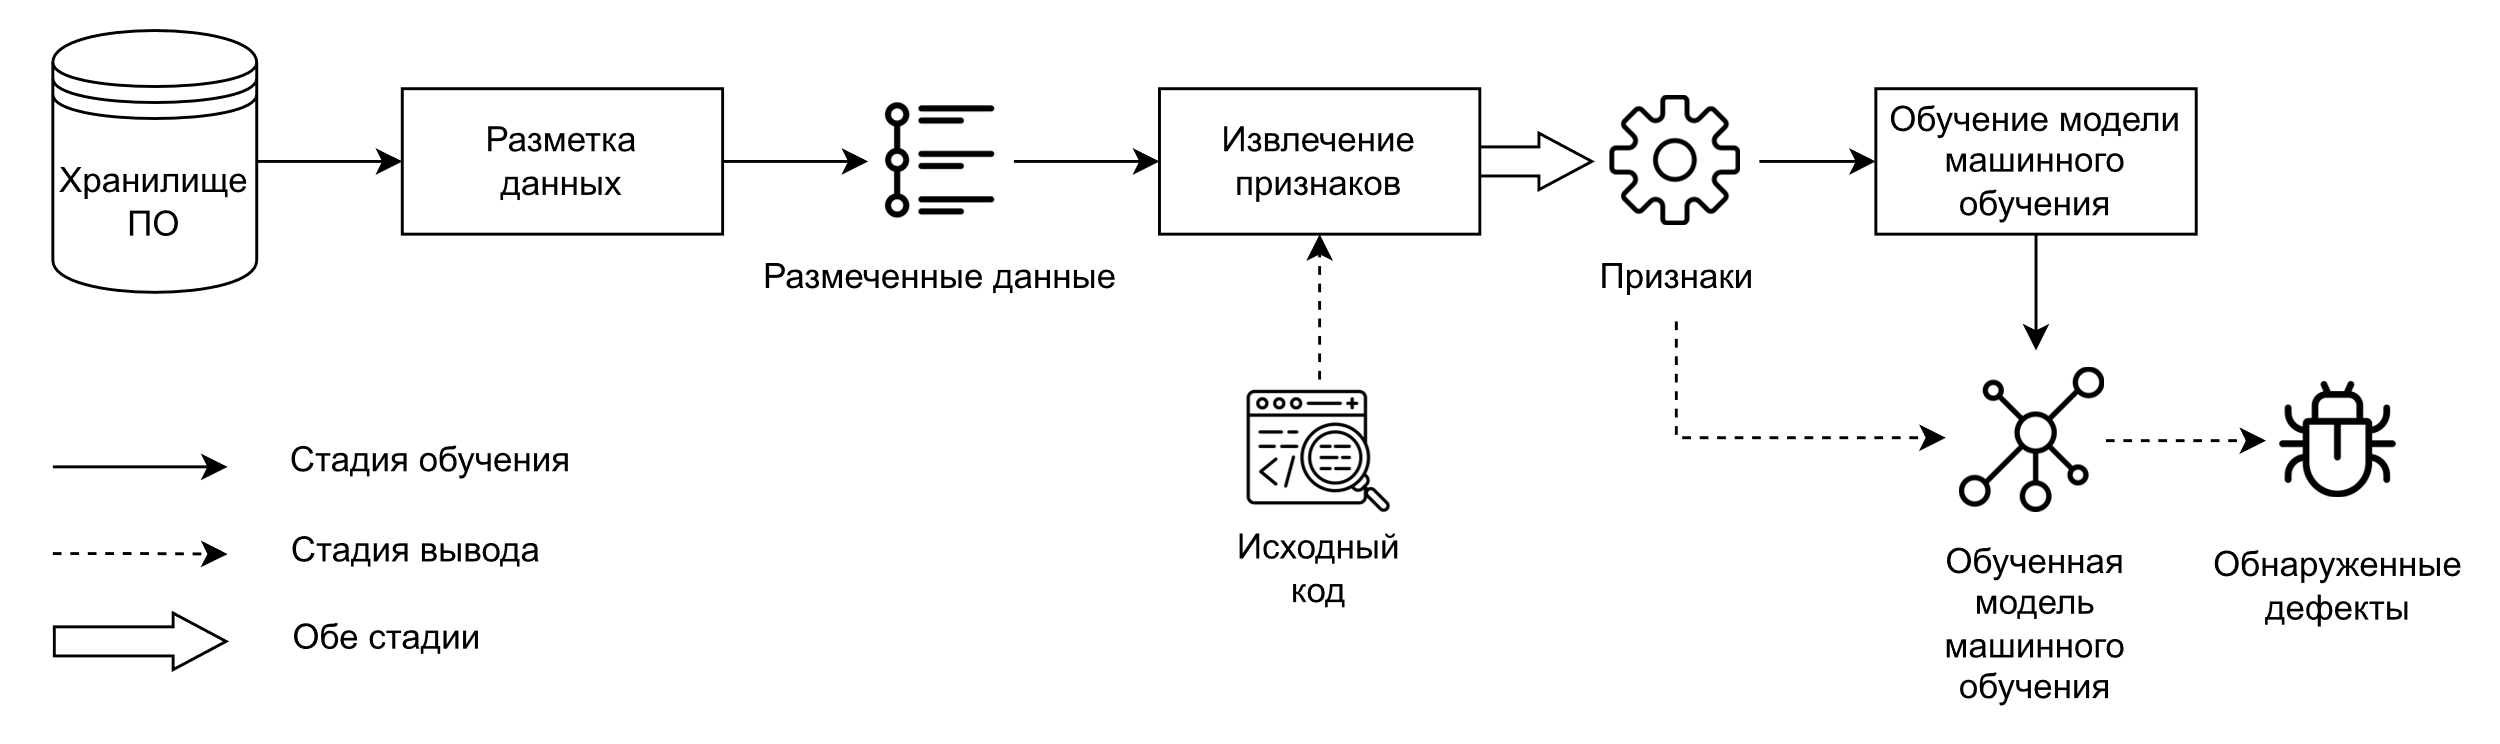 Хранилище
ПО
Разметка
данных
Размеченные данные
Извлечение
признаков
Признаки
Обучение модели
машинного
обучения
Исходный
код
Обученная
модель
машинного
обучения
Обнаруженные
дефекты
Стадия обучения
Стадия вывода
Обе стадии